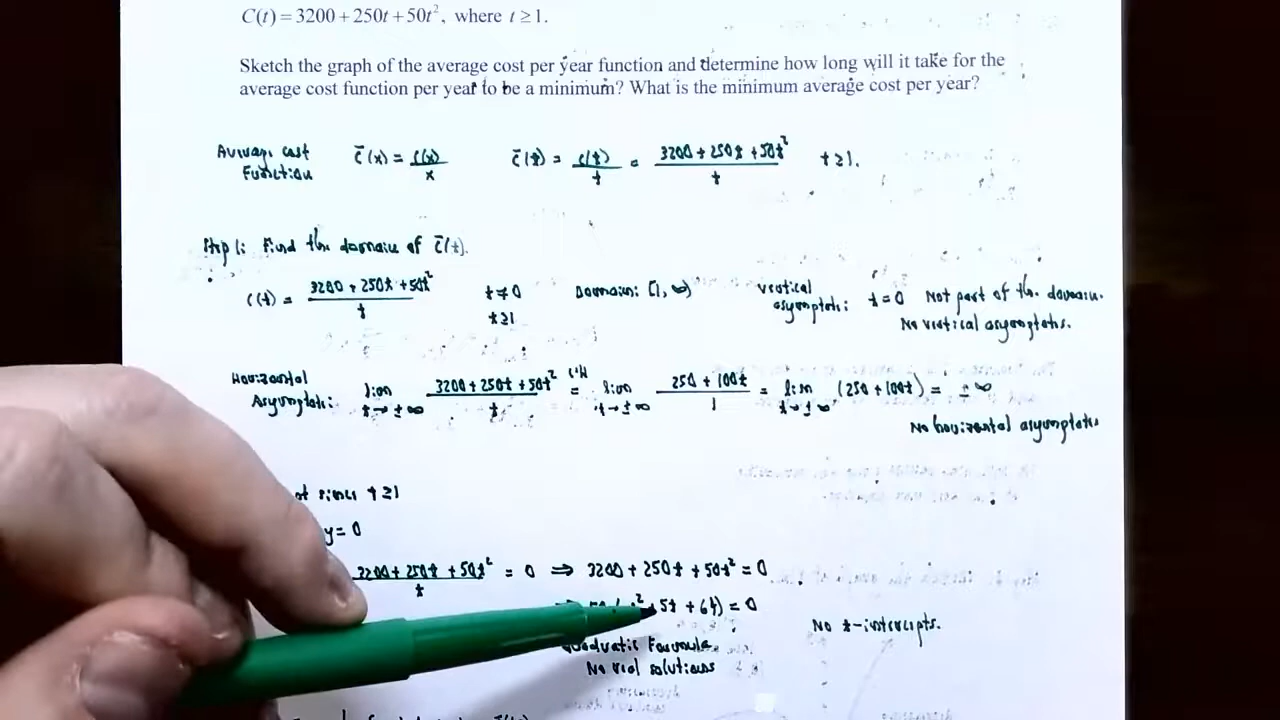 C(t) = 3200 + 250t + 50t², where t ≥ 1.
Sketch the graph of the average cost per year function and determine how long will it take for the
average cost function per year to be a minimum? What is the minimum average cost per year?
Average cost Function C̄(x) = C(x)/x C̄(t) = C(t)/t = (3200 + 250t + 50t²)/t t ≥ 1.
Step 1: Find the domain of C̄(t).
C(t) = (3200 + 250t + 50t²)/t t ≠ 0 t ≥ 1 Domain: [1, ∞) Vertical asymptote: t = 0 Not part of the domain.
No vertical asymptotes.
Horizontal Asymptote: lim t→±∞ (3200 + 250t + 50t²)/t =^(L'H) lim t→±∞ (250 + 100t)/1 = lim t→±∞ (250 + 100t) = ±∞
No horizontal asymptotes
since t ≥ 1
y = 0
(3200 + 250t + 50t²)/t = 0 ⇒ 3200 + 250t + 50t² = 0
5t + 64) = 0 No t-intercepts.
Quadratic Formula
No real solutions